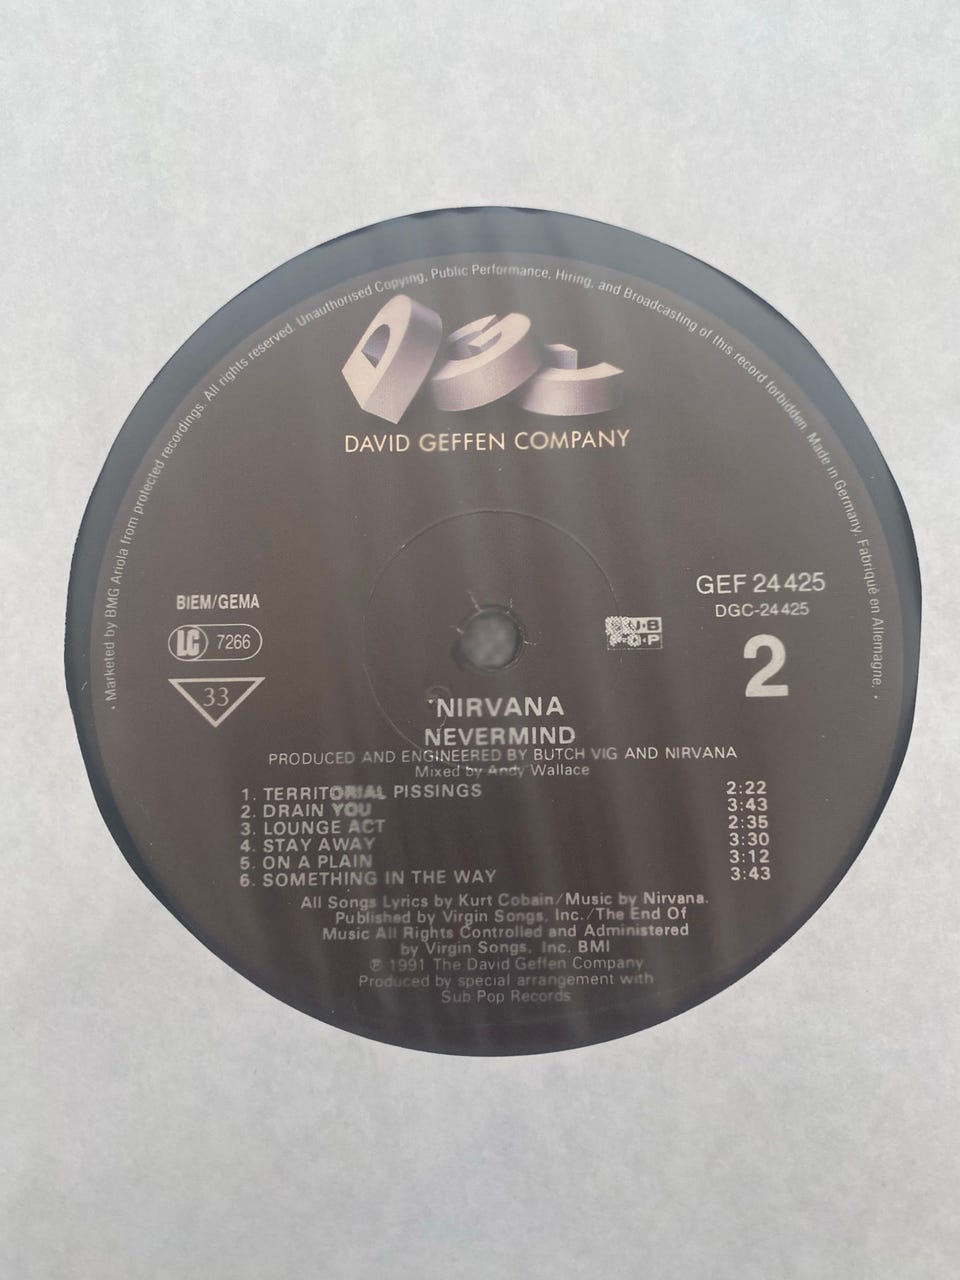 Marketed by BMG Ariola from protected recordings. All rights reserved. Unauthorised Copying, Public Performance, Hiring, and Broadcasting of this record forbidden. Made in Germany. Fabriqué en Allemagne.
DGC
DAVID GEFFEN COMPANY
BIEM/GEMA
LC 7266
33
GEF 24 425
DGC-24425
2
SUB
POP
NIRVANA
NEVERMIND
PRODUCED AND ENGINEERED BY BUTCH VIG AND NIRVANA
Mixed by Andy Wallace
1. TERRITORIAL PISSINGS 2:22
2. DRAIN YOU 3:43
3. LOUNGE ACT 2:35
4. STAY AWAY 3:30
5. ON A PLAIN 3:12
6. SOMETHING IN THE WAY 3:43
All Songs Lyrics by Kurt Cobain/Music by Nirvana.
Published by Virgin Songs, Inc./The End Of
Music All Rights Controlled and Administered
by Virgin Songs, Inc. BMI
℗ 1991 The David Geffen Company
Produced by special arrangement with
Sub Pop Records